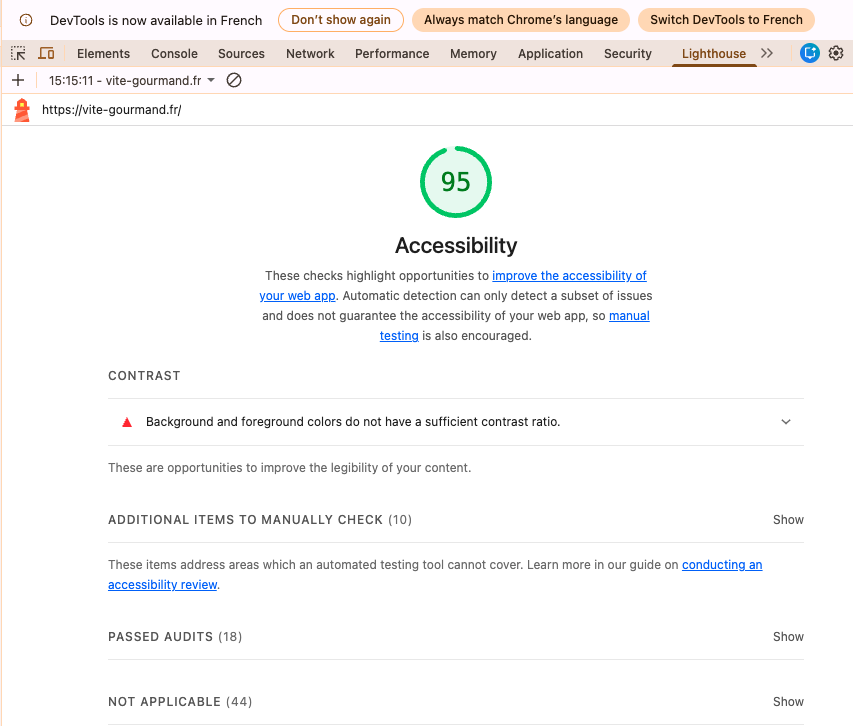 DevTools is now available in French Don't show again Always match Chrome's language Switch DevTools to French
Elements Console Sources Network Performance Memory Application Security Lighthouse
15:15:11 - vite-gourmand.fr
https://vite-gourmand.fr/
95
Accessibility
These checks highlight opportunities to improve the accessibility of
your web app. Automatic detection can only detect a subset of issues
and does not guarantee the accessibility of your web app, so manual
testing is also encouraged.
CONTRAST
Background and foreground colors do not have a sufficient contrast ratio.
These are opportunities to improve the legibility of your content.
ADDITIONAL ITEMS TO MANUALLY CHECK (10) Show
These items address areas which an automated testing tool cannot cover. Learn more in our guide on conducting an
accessibility review.
PASSED AUDITS (18) Show
NOT APPLICABLE (44) Show